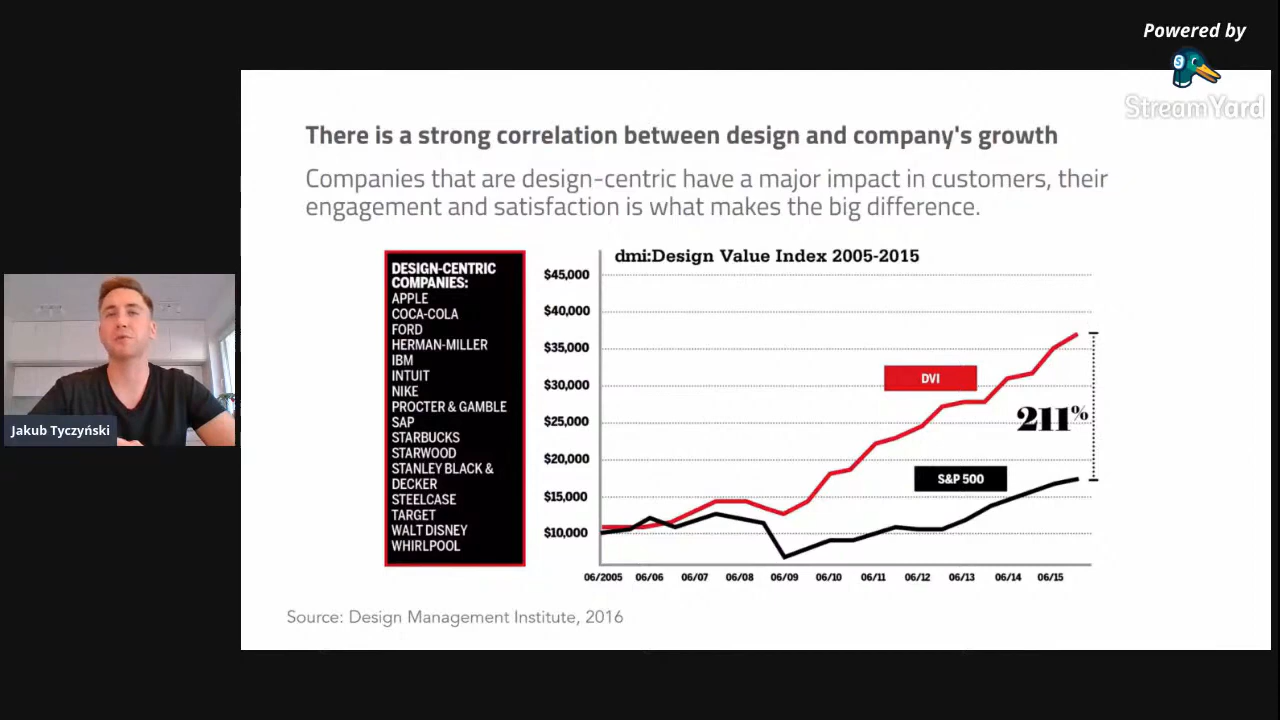 Powered by
S
StreamYard
There is a strong correlation between design and company's growth
Companies that are design-centric have a major impact in customers, their
engagement and satisfaction is what makes the big difference.
DESIGN-CENTRIC
COMPANIES:
APPLE
COCA-COLA
FORD
HERMAN-MILLER
IBM
INTUIT
NIKE
PROCTER & GAMBLE
SAP
STARBUCKS
STARWOOD
STANLEY BLACK &
DECKER
STEELCASE
TARGET
WALT DISNEY
WHIRLPOOL
dmi:Design Value Index 2005-2015
$45,000
$40,000
$35,000
$30,000
$25,000
$20,000
$15,000
$10,000
DVI
211%
S&P 500
06/2005 06/06 06/07 06/08 06/09 06/10 06/11 06/12 06/13 06/14 06/15
Jakub Tyczyński
Source: Design Management Institute, 2016